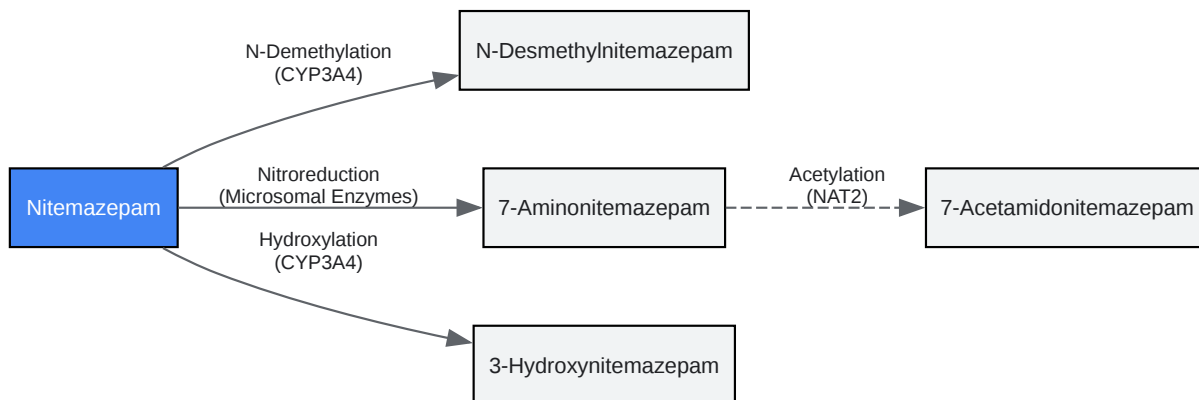 N-Demethylation
(CYP3A4)
N-Desmethylnitemazepam
Nitemazepam
Nitroreduction
(Microsomal Enzymes)
7-Aminonitemazepam
Acetylation
(NAT2)
7-Acetamidonitemazepam
Hydroxylation
(CYP3A4)
3-Hydroxynitemazepam